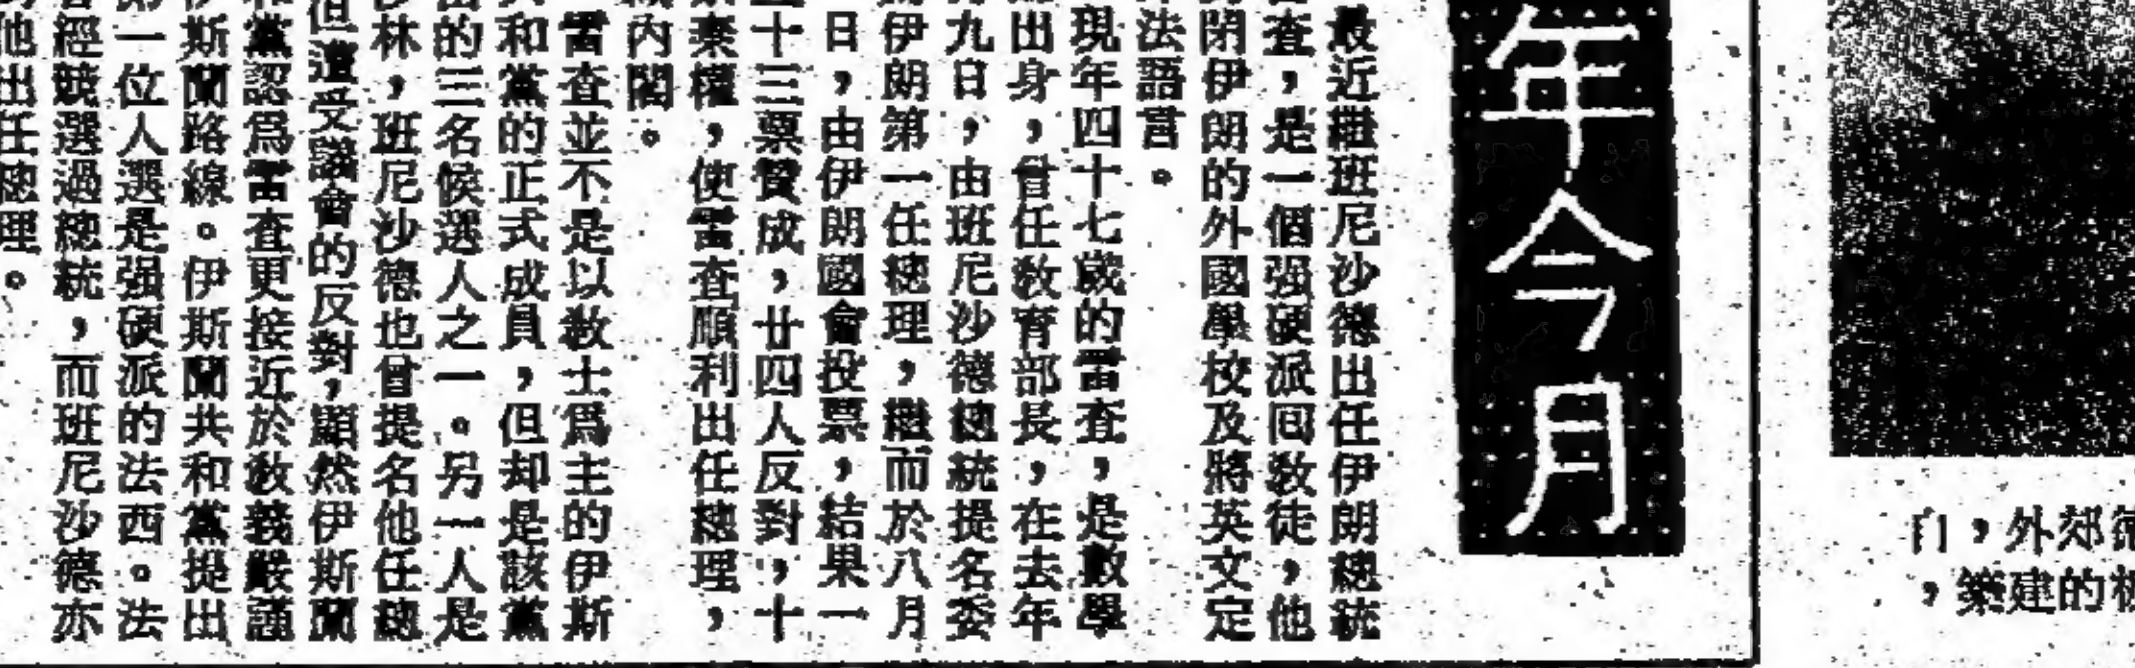 年今月
最近繼班尼沙德出任伊朗總統
查，是一個强硬派回敎徒，他
閉伊朗的外國學校及將英文定
法語言。
現年四十七歲的雷查，是數學
出身，曾任敎育部長，在去年
九日，由班尼沙德總統提名委
伊朗第一任總理，繼而於八月
日，由伊朗國會投票，結果一
十三票贊成，廿四人反對，十
棄權，使雷查順利出任總理，
內閣。
雷查並不是以敎士爲主的伊斯
和黨的正式成員，但却是該黨
的三名候選人之一。另一人是
林，班尼沙德也曾提名他任總
但遭受議會的反對，顯然伊斯蘭
黨認爲雷查更接近於敎義嚴謹
斯蘭路線。伊斯蘭共和黨提出
一位人選是强硬派的法西。法
經競選過總統，而班尼沙德亦
他出任總理。
郊外，
的建築，